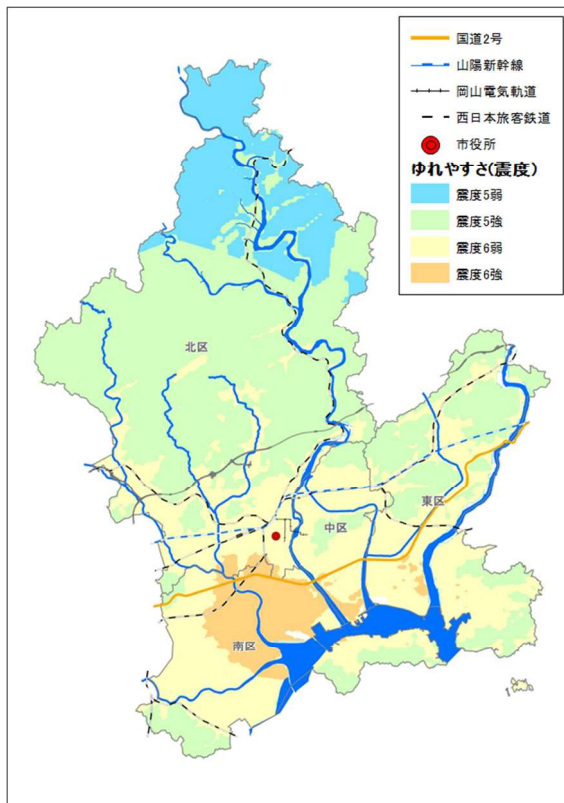 国道2号
山陽新幹線
岡山電気軌道
西日本旅客鉄道
市役所
ゆれやすさ(震度)
震度5弱
震度5強
震度6弱
震度6強
北区
東区
中区
南区